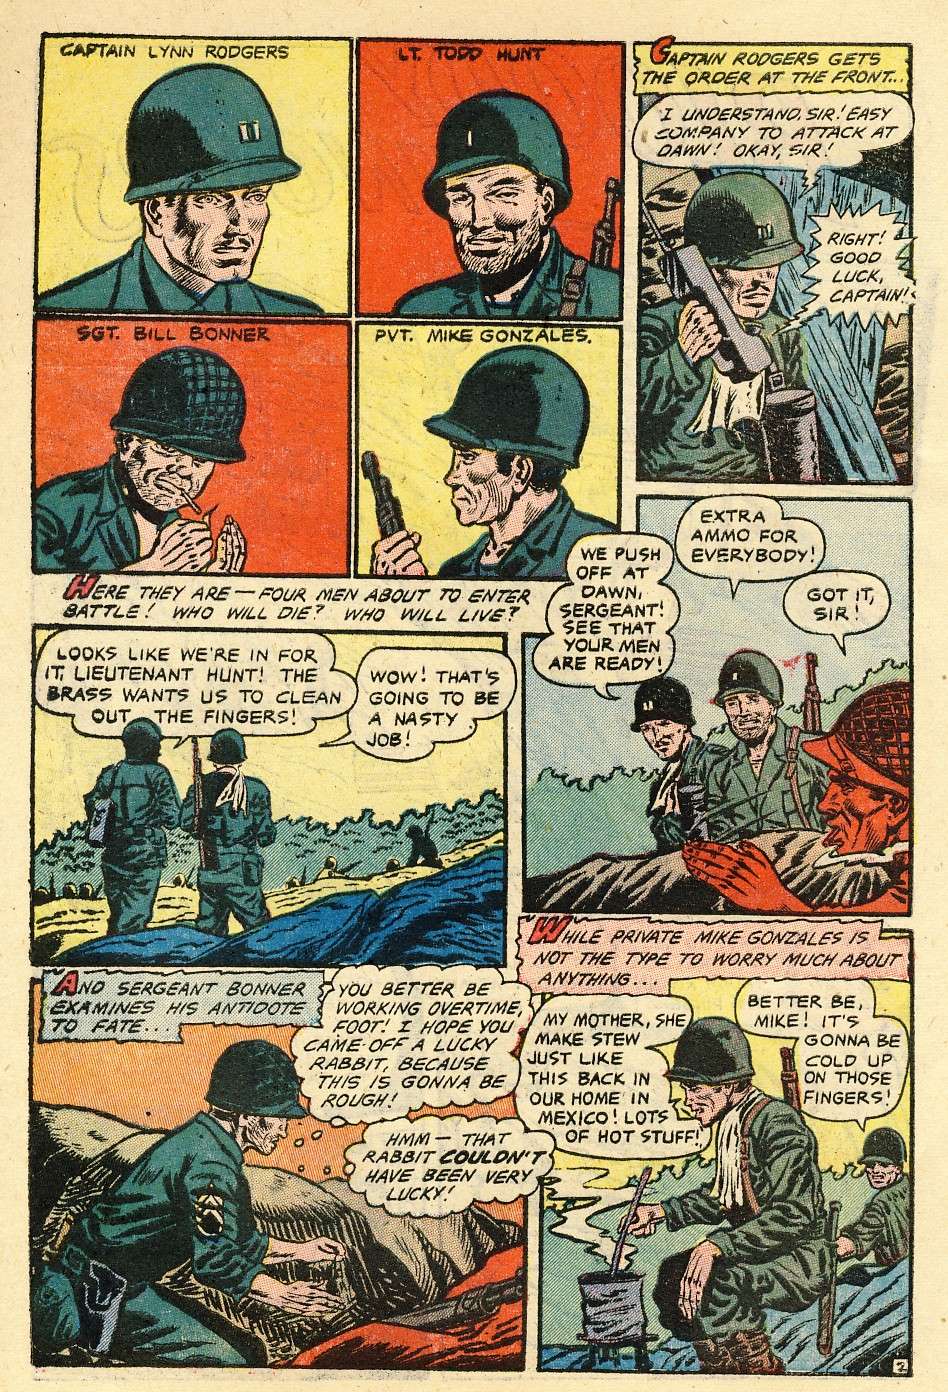 CAPTAIN LYNN RODGERS
LT. TODD HUNT
SGT. BILL BONNER
PVT. MIKE GONZALES.
HERE THEY ARE — FOUR MEN ABOUT TO ENTER
BATTLE! WHO WILL DIE? WHO WILL LIVE?
CAPTAIN RODGERS GETS
THE ORDER AT THE FRONT...
I UNDERSTAND, SIR! EASY
COMPANY TO ATTACK AT
DAWN! OKAY, SIR!
RIGHT!
GOOD
LUCK,
CAPTAIN!
LOOKS LIKE WE'RE IN FOR
IT, LIEUTENANT HUNT! THE
BRASS WANTS US TO CLEAN
OUT THE FINGERS!
WOW! THAT'S
GOING TO BE
A NASTY
JOB!
WE PUSH
OFF AT
DAWN,
SERGEANT!
SEE THAT
YOUR MEN
ARE READY!
EXTRA
AMMO FOR
EVERYBODY!
GOT IT,
SIR!
AND SERGEANT BONNER
EXAMINES HIS ANTIDOTE
TO FATE...
YOU BETTER BE
WORKING OVERTIME,
FOOT! I HOPE YOU
CAME OFF A LUCKY
RABBIT, BECAUSE
THIS IS GONNA BE
ROUGH!
HMM — THAT
RABBIT COULDN'T
HAVE BEEN VERY
LUCKY!
WHILE PRIVATE MIKE GONZALES IS
NOT THE TYPE TO WORRY MUCH ABOUT
ANYTHING...
MY MOTHER, SHE
MAKE STEW
JUST LIKE
THIS BACK IN
OUR HOME IN
MEXICO! LOTS
OF HOT STUFF!
BETTER BE,
MIKE! IT'S
GONNA BE
COLD UP
ON THOSE
FINGERS!
2